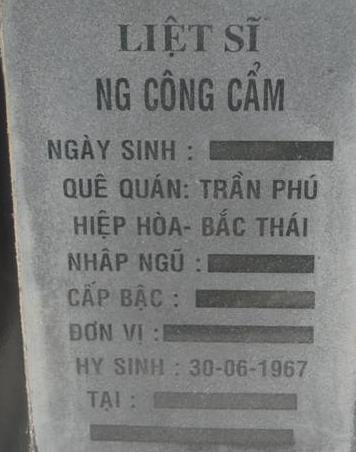 LIỆT SĨ
NG CÔNG CẨM
NGÀY SINH :
QUÊ QUÁN: TRẦN PHÚ
HIỆP HÒA- BẮC THÁI
NHÂP NGŨ :
CẤP BẬC :
ĐƠN VỊ :
HY SINH : 30-06-1967
TẠI :